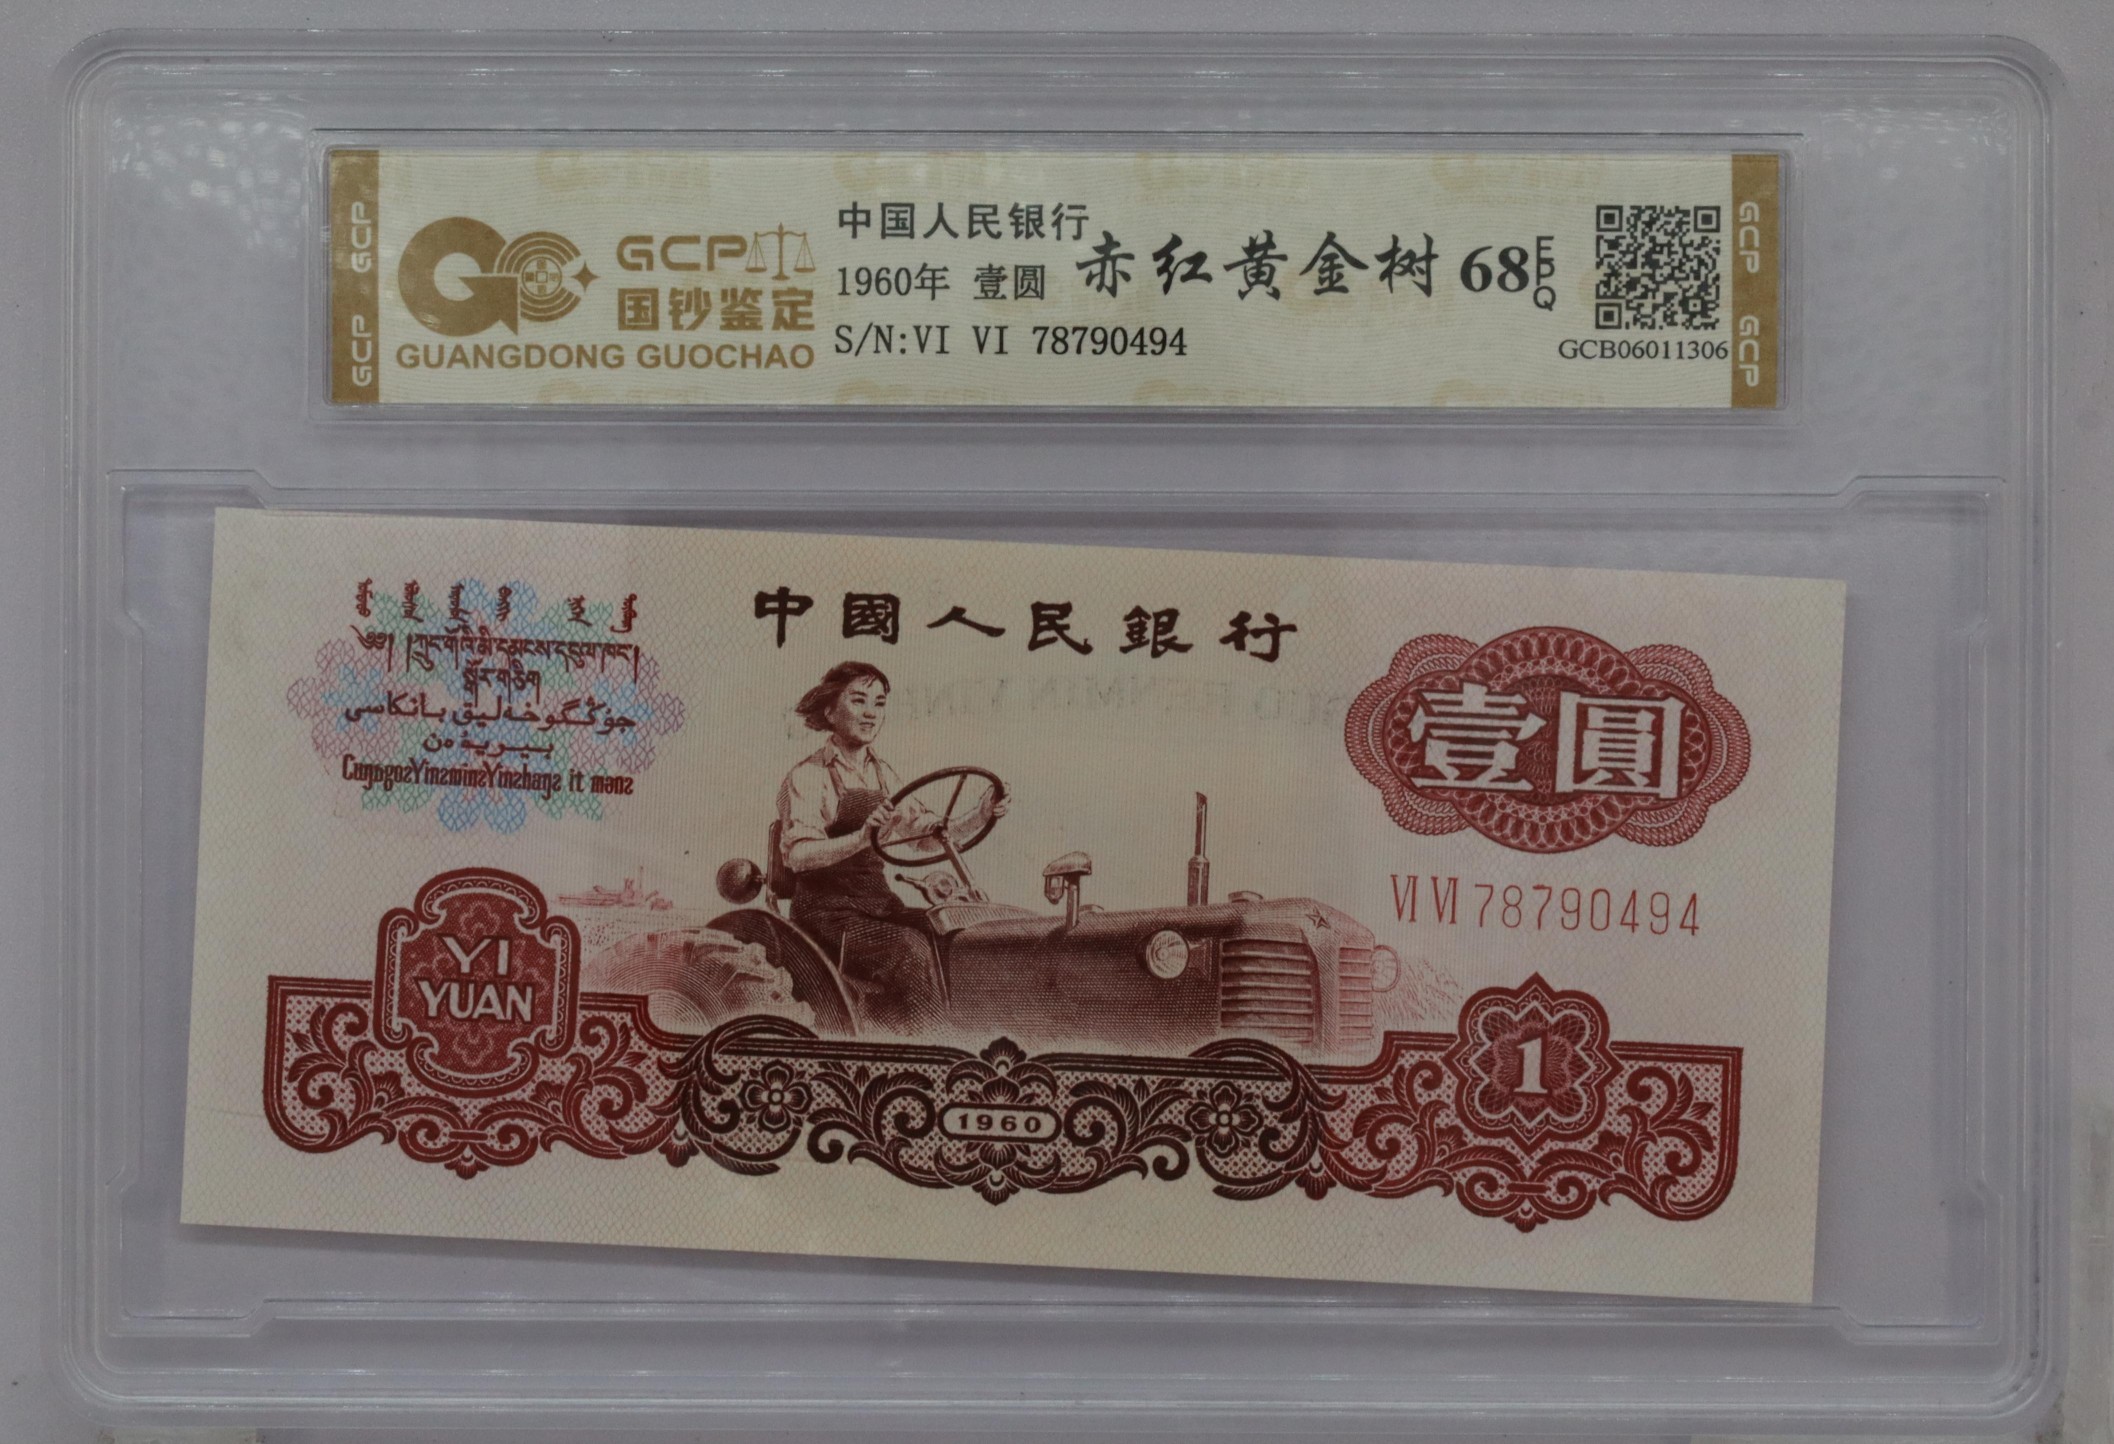 GCP GCP
GCP
国钞鉴定
GUANGDONG GUOCHAO
中国人民银行
1960年 壹圆
赤红黄金树 68 EPQ
S/N:VI VI 78790494
GCB06011306
GCP GCP
中國人民銀行
壹圓
VI VI 78790494
YI
YUAN
1960
1